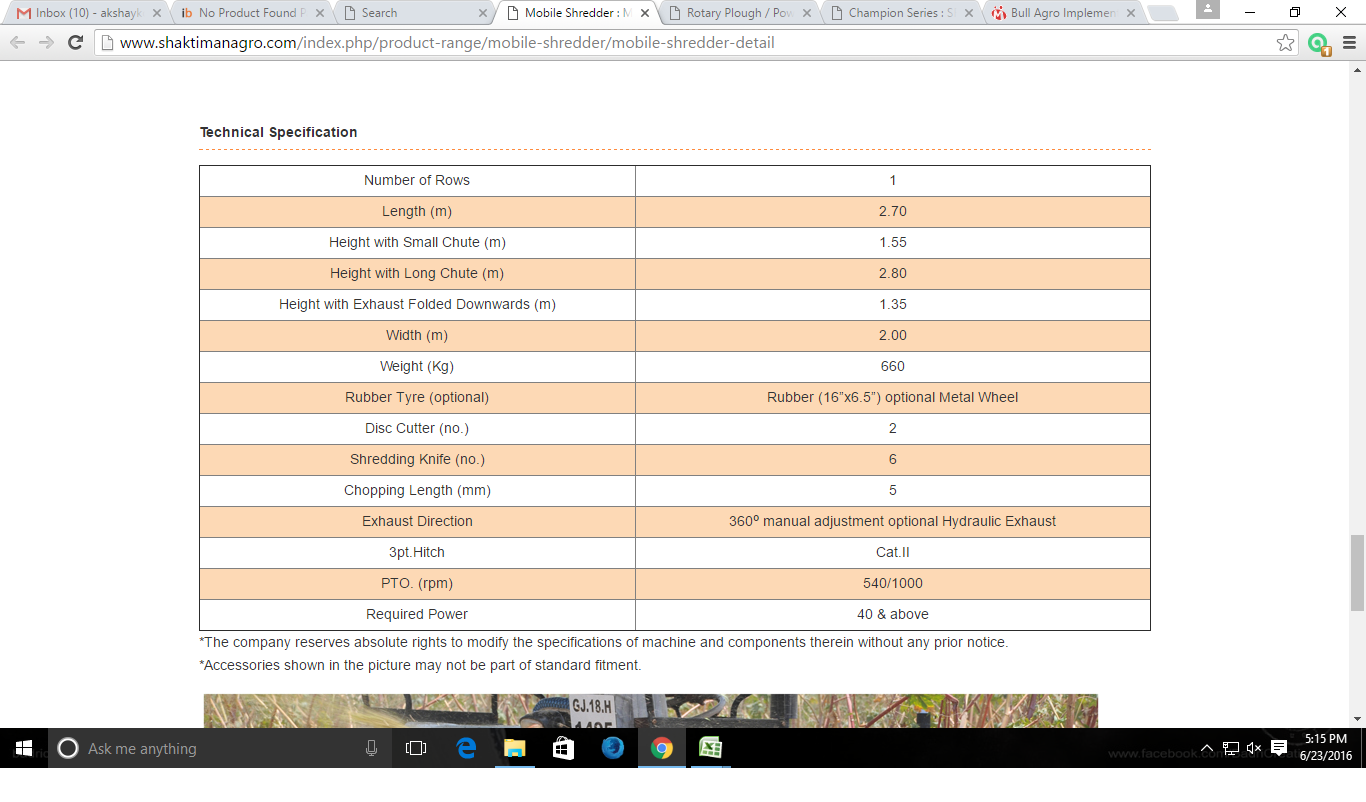 Inbox (10) - akshayk
No Product Found P
Search
Mobile Shredder : M
Rotary Plough / Pow
Champion Series : S
Bull Agro Implemen
www.shaktimanagro.com/index.php/product-range/mobile-shredder/mobile-shredder-detail
1
Technical Specification
Number of Rows 1
Length (m) 2.70
Height with Small Chute (m) 1.55
Height with Long Chute (m) 2.80
Height with Exhaust Folded Downwards (m) 1.35
Width (m) 2.00
Weight (Kg) 660
Rubber Tyre (optional) Rubber (16”x6.5”) optional Metal Wheel
Disc Cutter (no.) 2
Shredding Knife (no.) 6
Chopping Length (mm) 5
Exhaust Direction 360º manual adjustment optional Hydraulic Exhaust
3pt.Hitch Cat.II
PTO. (rpm) 540/1000
Required Power 40 & above
*The company reserves absolute rights to modify the specifications of machine and components therein without any prior notice.
*Accessories shown in the picture may not be part of standard fitment.
GJ.18.H
Ask me anything
5:15 PM
6/23/2016